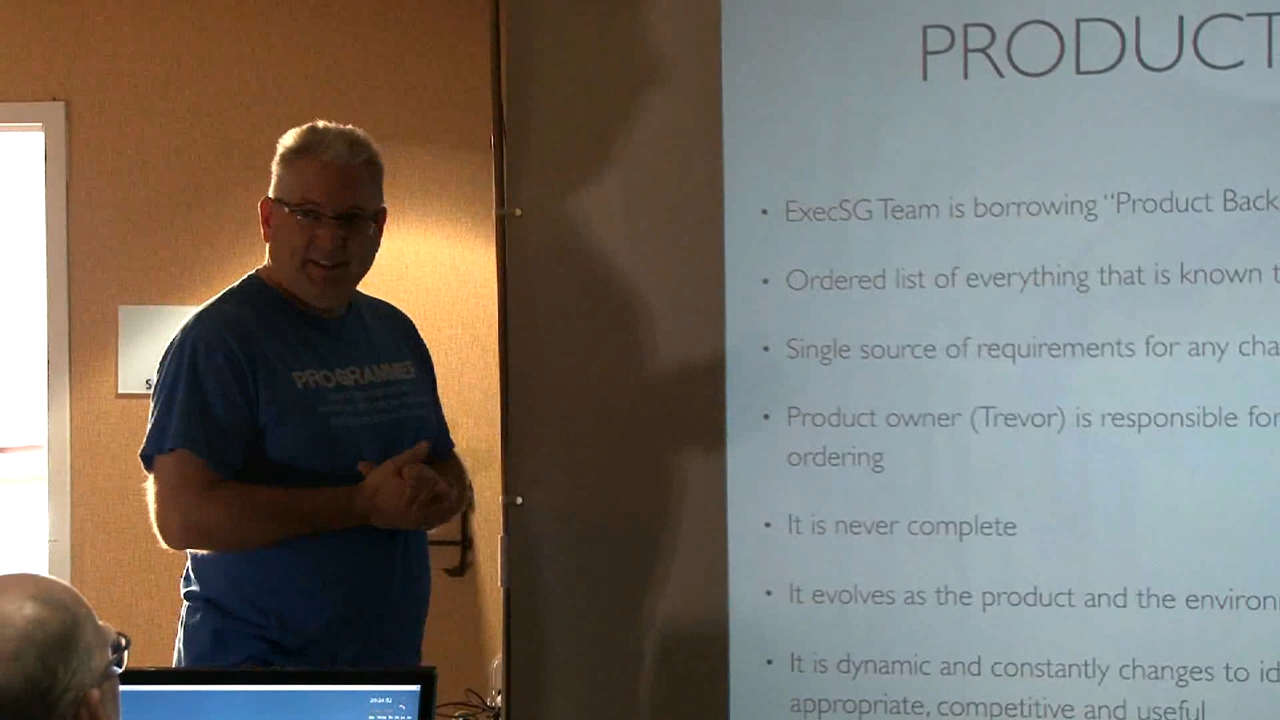 PRODUCT
• ExecSG Team is borrowing “Product Back
• Ordered list of everything that is known t
• Single source of requirements for any cha
• Product owner (Trevor) is responsible for
ordering
• It is never complete
• It evolves as the product and the environ
• It is dynamic and constantly changes to id
appropriate, competitive and useful
PROGRAMMER
S